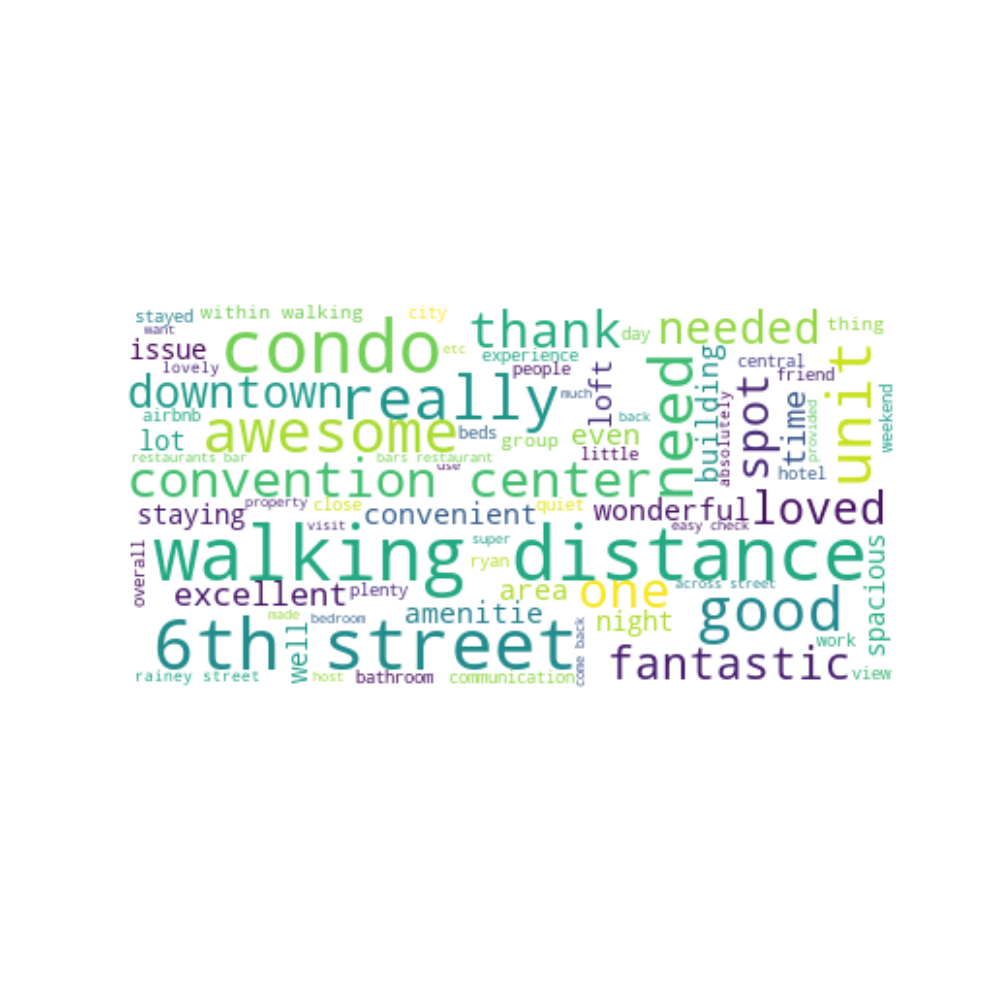 stayed within walking city
want
condo
thank
day
needed
thing
issue
lovely
etc
experience
people
central
friend
downtown
really
much
loft
need
building
spot
absolutely
time
provided
unit
weekend
airbnb
awesome
beds
group
even
back
lot
little
hotel
restaurants bar
bars restaurant
use
convention center
property
close
quiet
staying
convenient
wonderful
loved
visit
easy check
walking distance
super
ryan
overall
excellent
plenty
area
one
across street
spacious
made
bedroom
amenitie
night
good
work
6th street
well
come back
fantastic
view
rainey street
host
bathroom
communication